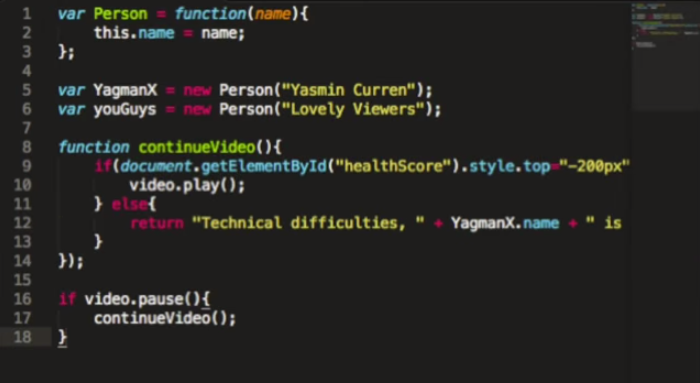 1 var Person = function(name){
2 this.name = name;
3 };
4
5 var YagmanX = new Person("Yasmin Curren");
6 var youGuys = new Person("Lovely Viewers");
7
8 function continueVideo(){
9 if(document.getElementById("healthScore").style.top="-200px"
10 video.play();
11 } else{
12 return "Technical difficulties, " + YagmanX.name + " is
13 }
14 });
15
16 if video.pause(){
17 continueVideo();
18 }